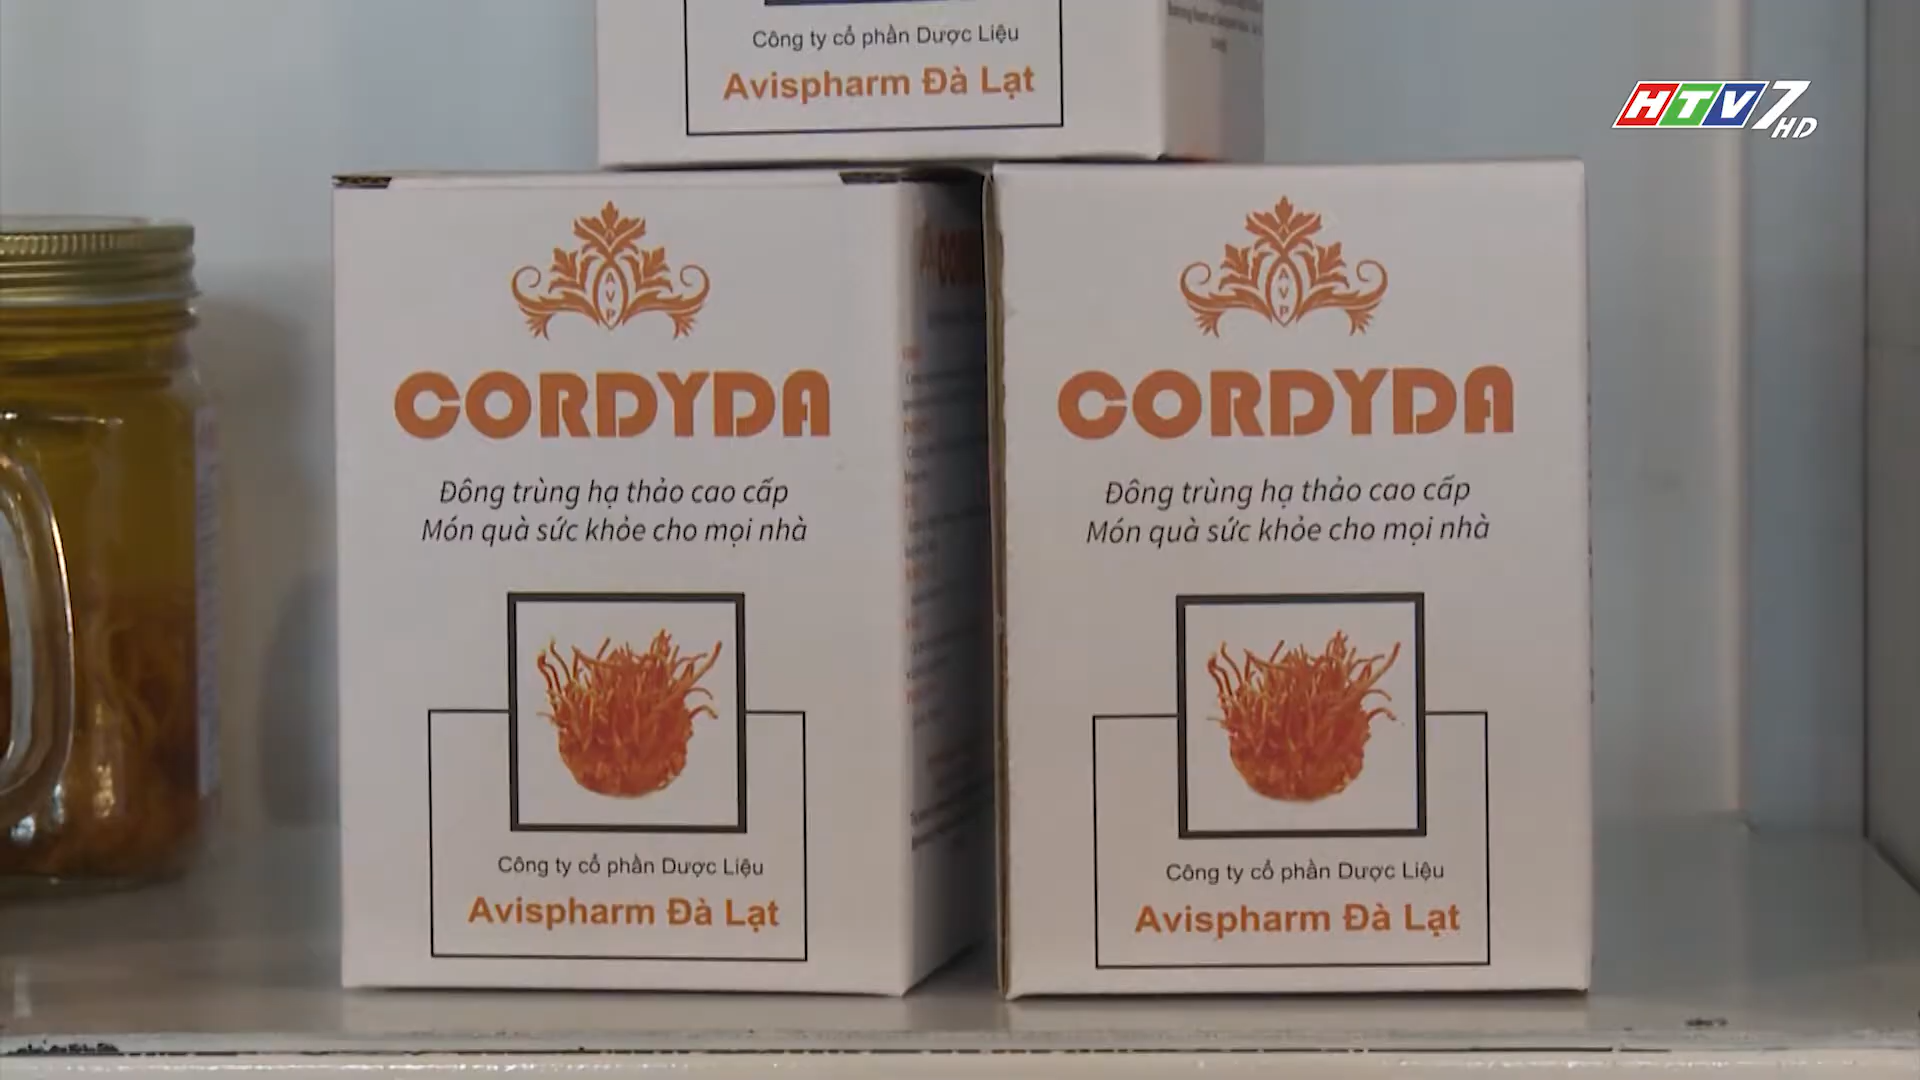 Công ty cổ phần Dược Liệu
Avispharm Đà Lạt
HTV7
HD
AVP
CORDYDA
Đông trùng hạ thảo cao cấp
Món quà sức khỏe cho mọi nhà
Công ty cổ phần Dược Liệu
Avispharm Đà Lạt
AVP
CORDYDA
Đông trùng hạ thảo cao cấp
Món quà sức khỏe cho mọi nhà
Công ty cổ phần Dược Liệu
Avispharm Đà Lạt